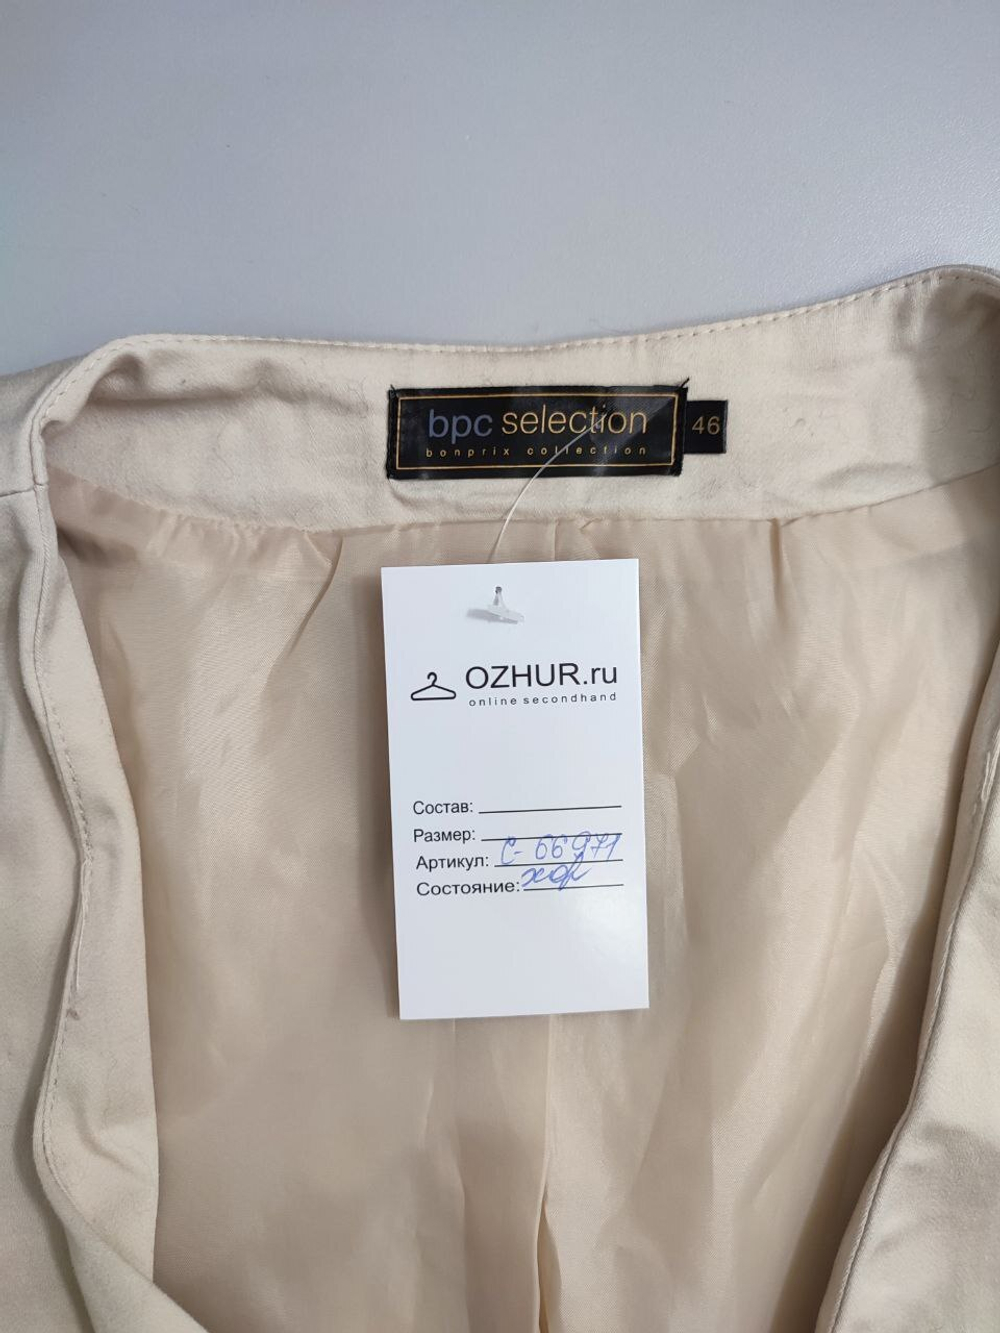 bpc selection
bonprix collection
46
OZHUR.ru
online secondhand
Состав:
Размер:
Артикул: С-66971
Состояние: хор